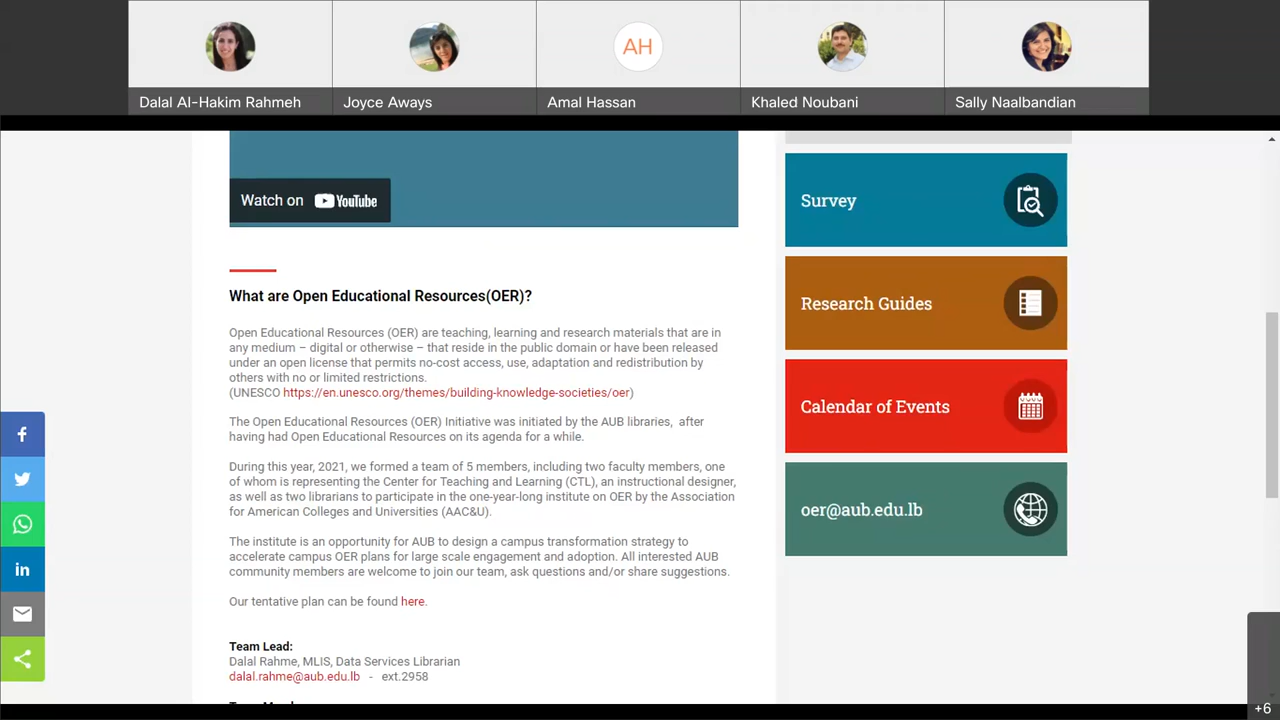 AH
Dalal Al-Hakim Rahmeh
Joyce Aways
Amal Hassan
Khaled Noubani
Sally Naalbandian
Watch on YouTube
What are Open Educational Resources(OER)?
Open Educational Resources (OER) are teaching, learning and research materials that are in
any medium – digital or otherwise – that reside in the public domain or have been released
under an open license that permits no-cost access, use, adaptation and redistribution by
others with no or limited restrictions.
(UNESCO https://en.unesco.org/themes/building-knowledge-societies/oer)
The Open Educational Resources (OER) Initiative was initiated by the AUB libraries, after
having had Open Educational Resources on its agenda for a while.
During this year, 2021, we formed a team of 5 members, including two faculty members, one
of whom is representing the Center for Teaching and Learning (CTL), an instructional designer,
as well as two librarians to participate in the one-year-long institute on OER by the Association
for American Colleges and Universities (AAC&U).
The institute is an opportunity for AUB to design a campus transformation strategy to
accelerate campus OER plans for large scale engagement and adoption. All interested AUB
community members are welcome to join our team, ask questions and/or share suggestions.
Our tentative plan can be found here.
Team Lead:
Dalal Rahme, MLIS, Data Services Librarian
dalal.rahme@aub.edu.lb - ext.2958
Survey
Research Guides
Calendar of Events
oer@aub.edu.lb
+6